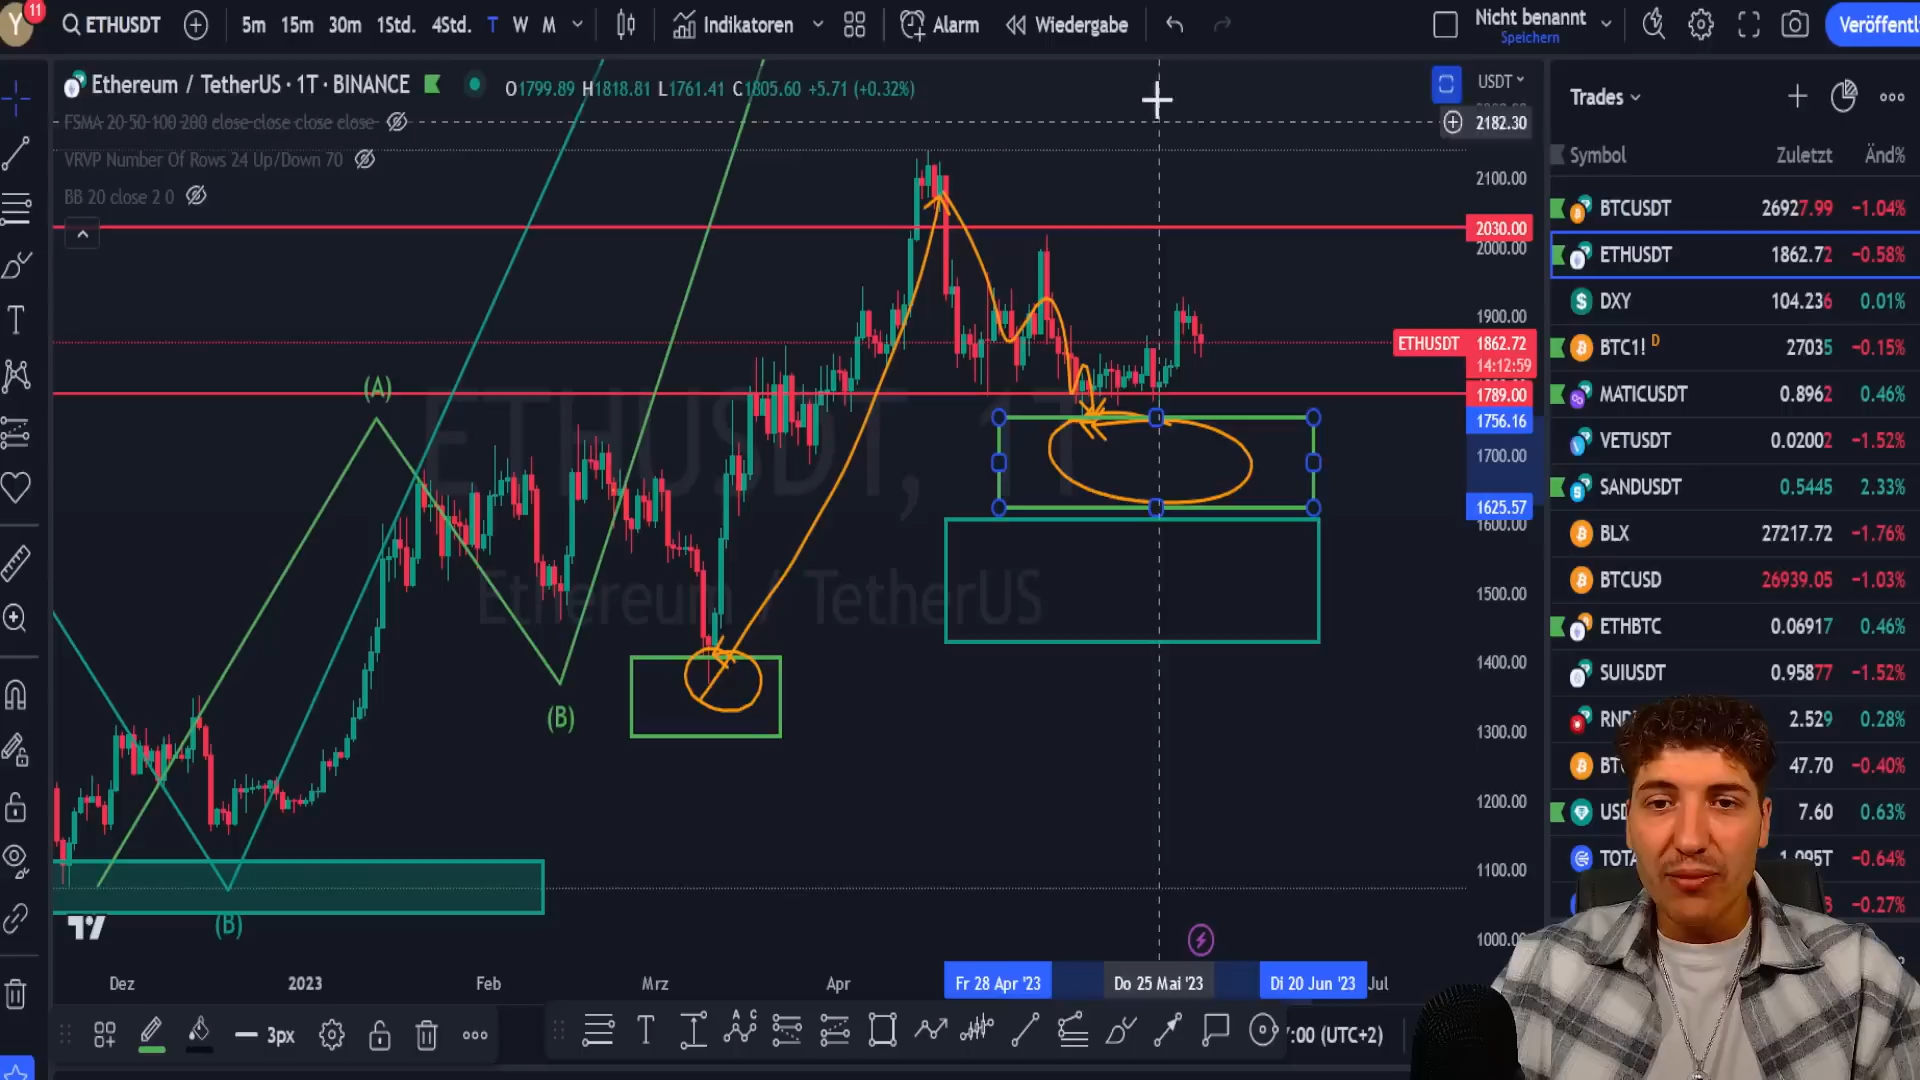 Y 11
ETHUSDT 5m 15m 30m 1Std. 4Std. T W M Indikatoren Alarm Wiedergabe Nicht benannt Speichern
Ethereum / TetherUS · 1T · BINANCE O1799.89 H1818.81 L1761.41 C1805.60 +5.71 (+0.32%)
FSMA 20 50 100 200 close close close close
VRVP Number Of Rows 24 Up/Down 70
BB 20 close 2 0
USDT
2182.30
2100.00
2030.00
2000.00
1900.00
ETHUSDT 1862.72
14:12:59
1789.00
1756.16
1700.00
1625.57
1600.00
1500.00
1400.00
1300.00
1200.00
1100.00
(A)
(B)
(B)
ETHUSDT, 1T
Ethereum / TetherUS
Dez 2023 Feb Mrz Apr Fr 28 Apr '23 Do 25 Mai '23 Di 20 Jun '23 Jul
3px
(UTC+2)
Trades
Symbol Zuletzt Änd%
BTCUSDT 26927.99 −1.04%
ETHUSDT 1862.72 −0.58%
DXY 104.236 0.01%
BTC1! D 27035 −0.15%
MATICUSDT 0.8962 0.46%
VETUSDT 0.02002 −1.52%
SANDUSDT 0.5445 2.33%
BLX 27217.72 −1.76%
BTCUSD 26939.05 −1.03%
ETHBTC 0.06917 0.46%
SUIUSDT 0.95877 −1.52%
2.529 0.28%
47.70 −0.40%
7.60 0.63%
−0.64%
−0.27%